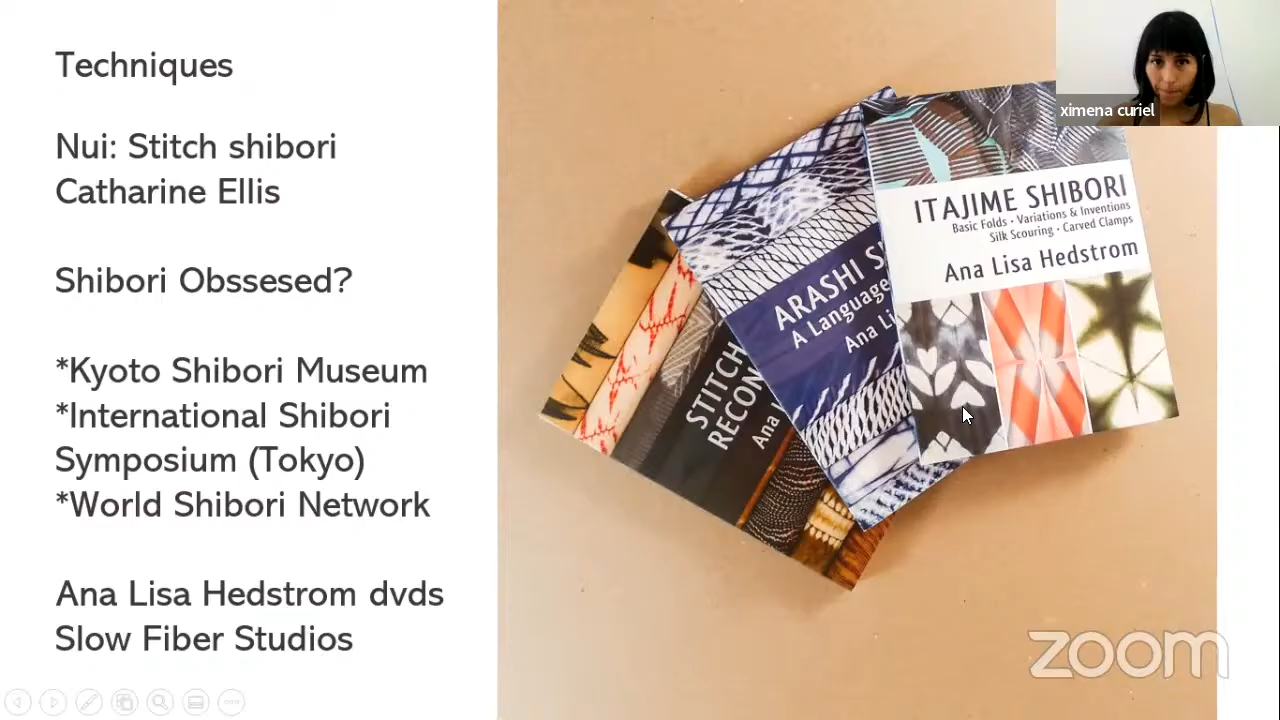 Techniques
Nui: Stitch shibori
Catharine Ellis
Shibori Obssesed?
*Kyoto Shibori Museum
*International Shibori
Symposium (Tokyo)
*World Shibori Network
Ana Lisa Hedstrom dvds
Slow Fiber Studios
ximena curiel
ITAJIME SHIBORI
Basic Folds • Variations & Inventions
Silk Scouring • Carved Clamps
Ana Lisa Hedstrom
ARASHI S
A Language
Ana Li
STITCH
RECON
Ana
zoom